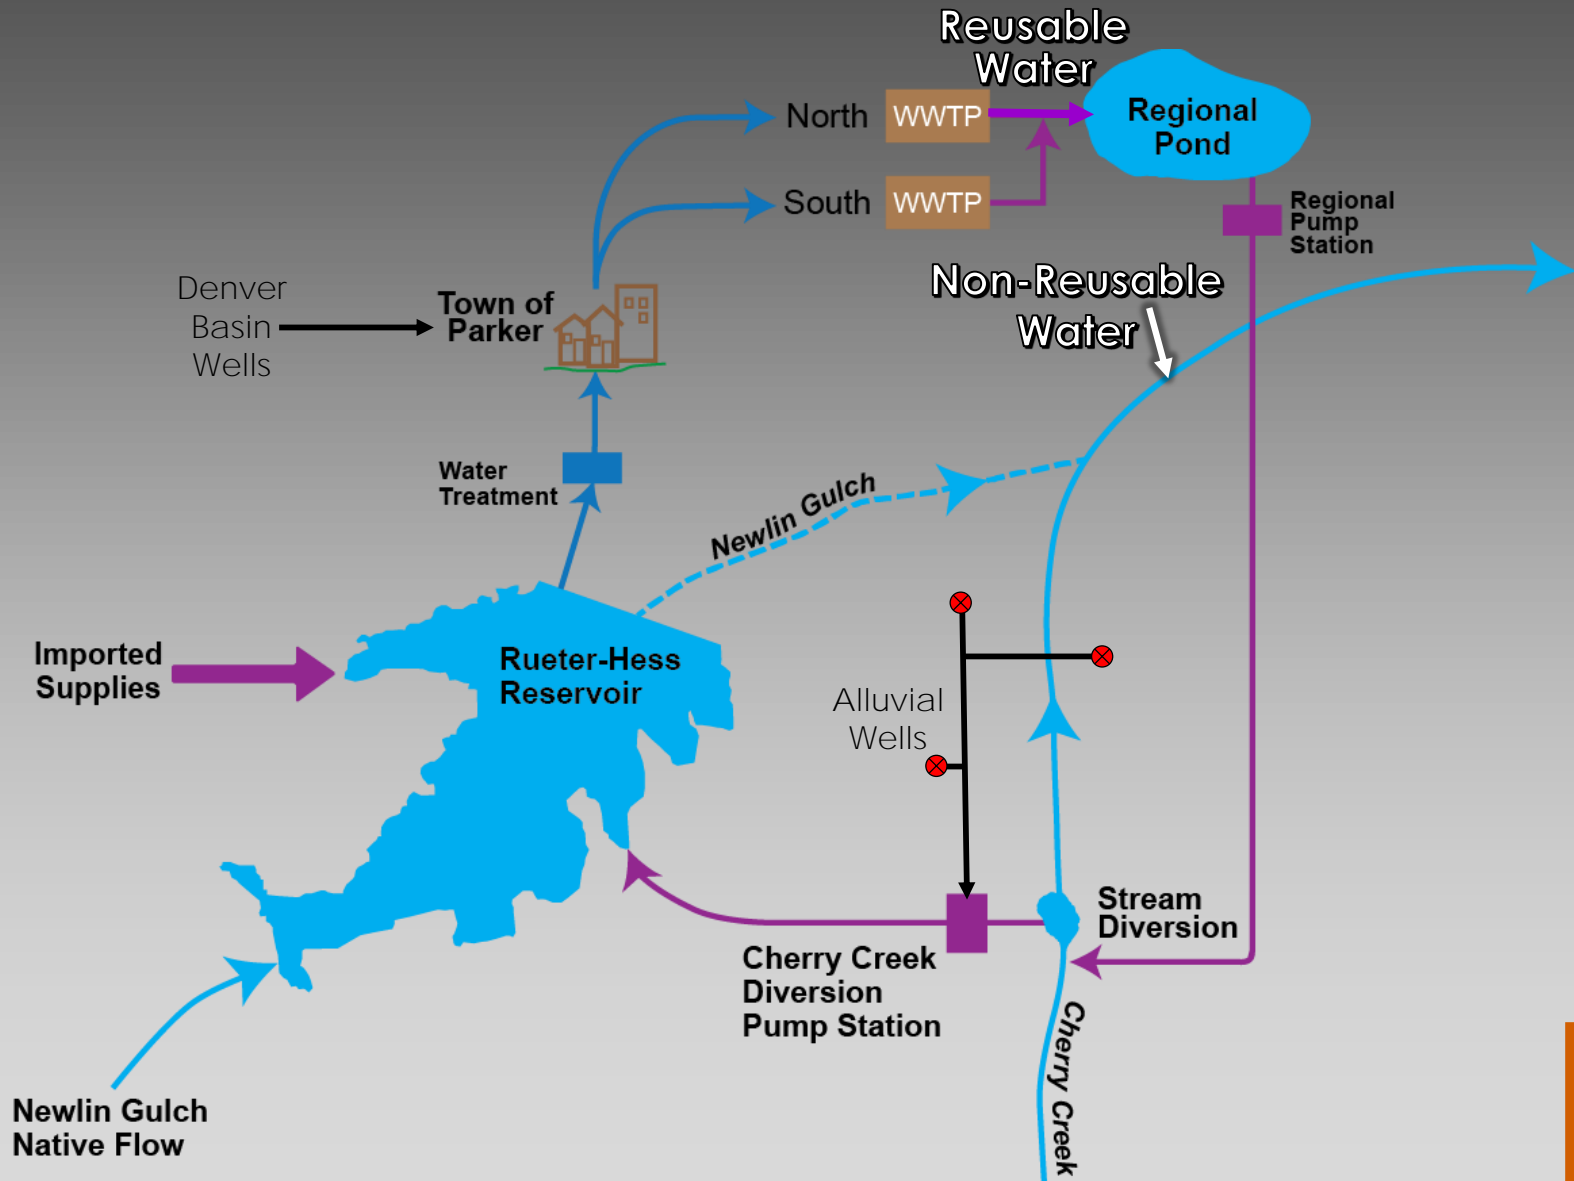 Reusable
Water
North
WWTP
Regional
Pond
South
WWTP
Regional
Pump
Station
Non-Reusable
Water
Denver
Basin
Wells
Town of
Parker
Water
Treatment
Newlin Gulch
Imported
Supplies
Rueter-Hess
Reservoir
Alluvial
Wells
Stream
Diversion
Cherry Creek
Diversion
Pump Station
Cherry Creek
Newlin Gulch
Native Flow